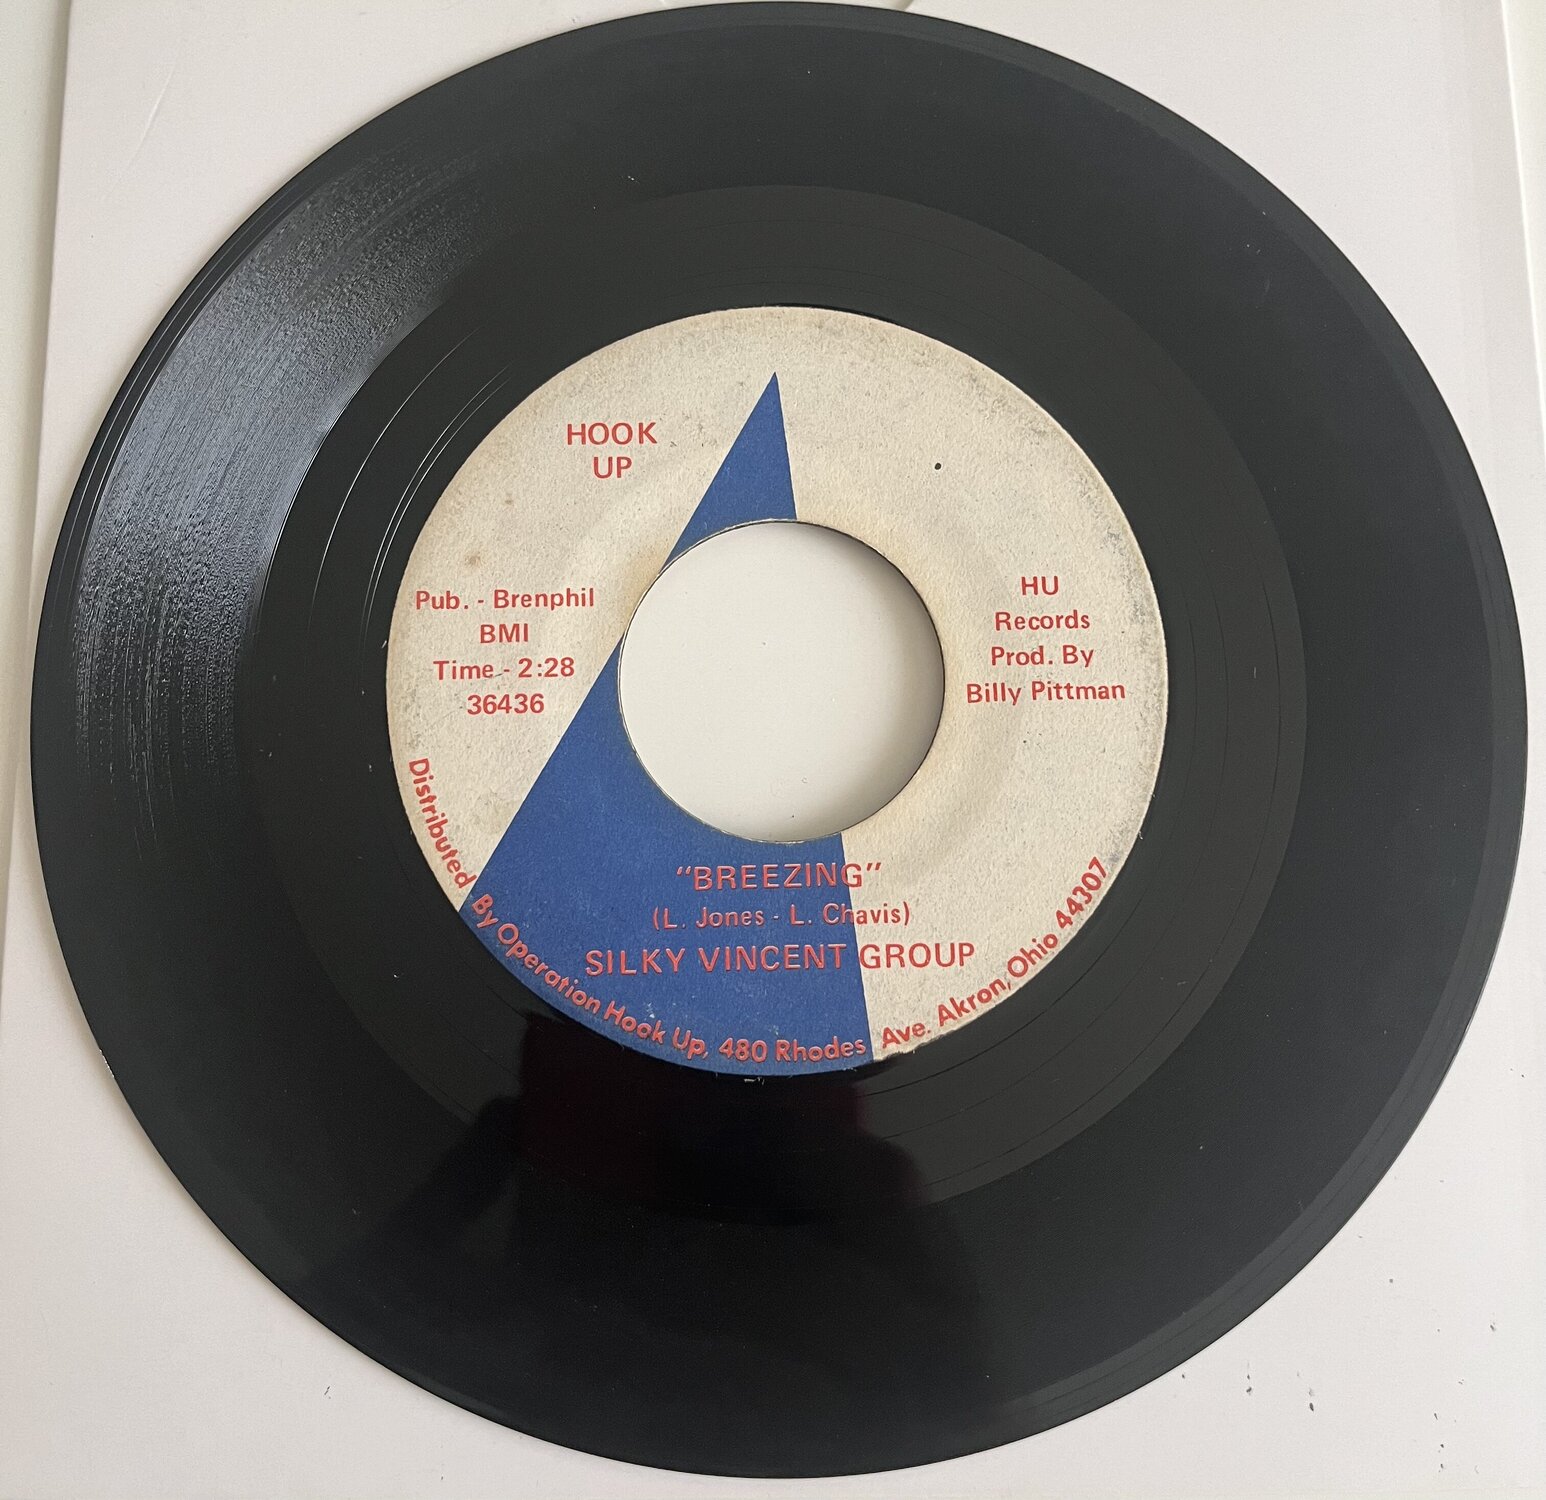 HOOK
UP
Pub. - Brenphil
BMI
Time - 2:28
36436
HU
Records
Prod. By
Billy Pittman
"BREEZING"
(L. Jones - L. Chavis)
SILKY VINCENT GROUP
Distributed By Operation Hook Up, 480 Rhodes Ave. Akron, Ohio 44307